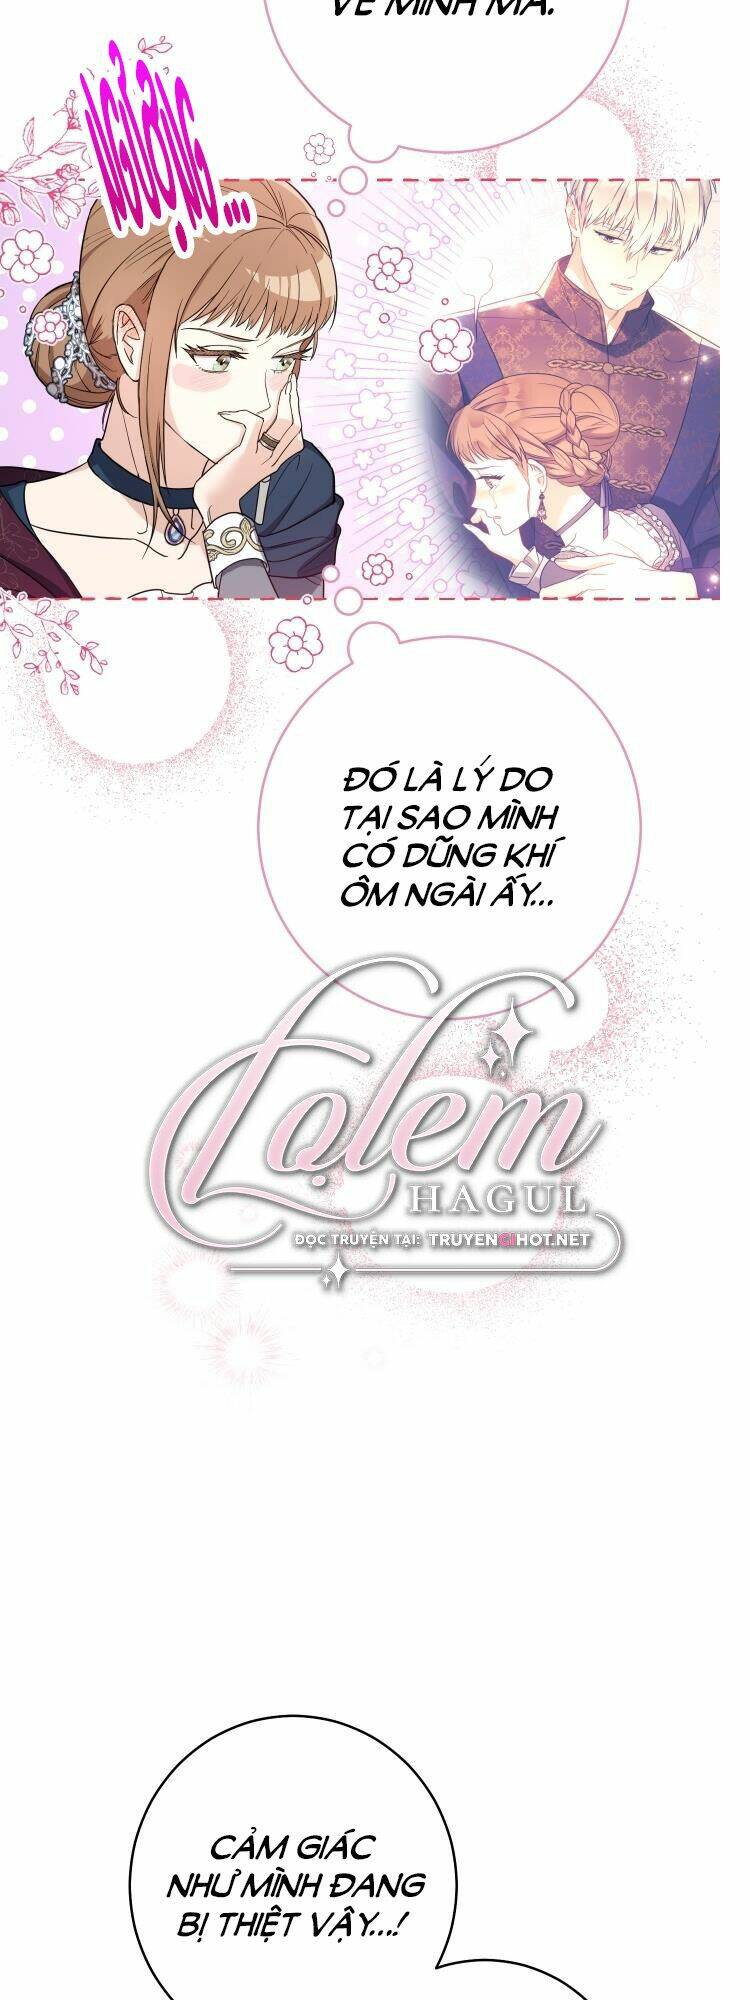 VỀ MÌNH MÀ.
NGƯỢNG...
ĐÓ LÀ LÝ DO
TẠI SAO MÌNH
CÓ DŨNG KHÍ
ÔM NGÀI ẤY...
Lọlem
HAGUL
ĐỌC TRUYỆN TẠI: TRUYENGIHOT.NET
CẢM GIÁC
NHƯ MÌNH ĐANG
BỊ THIỆT VẬY...!